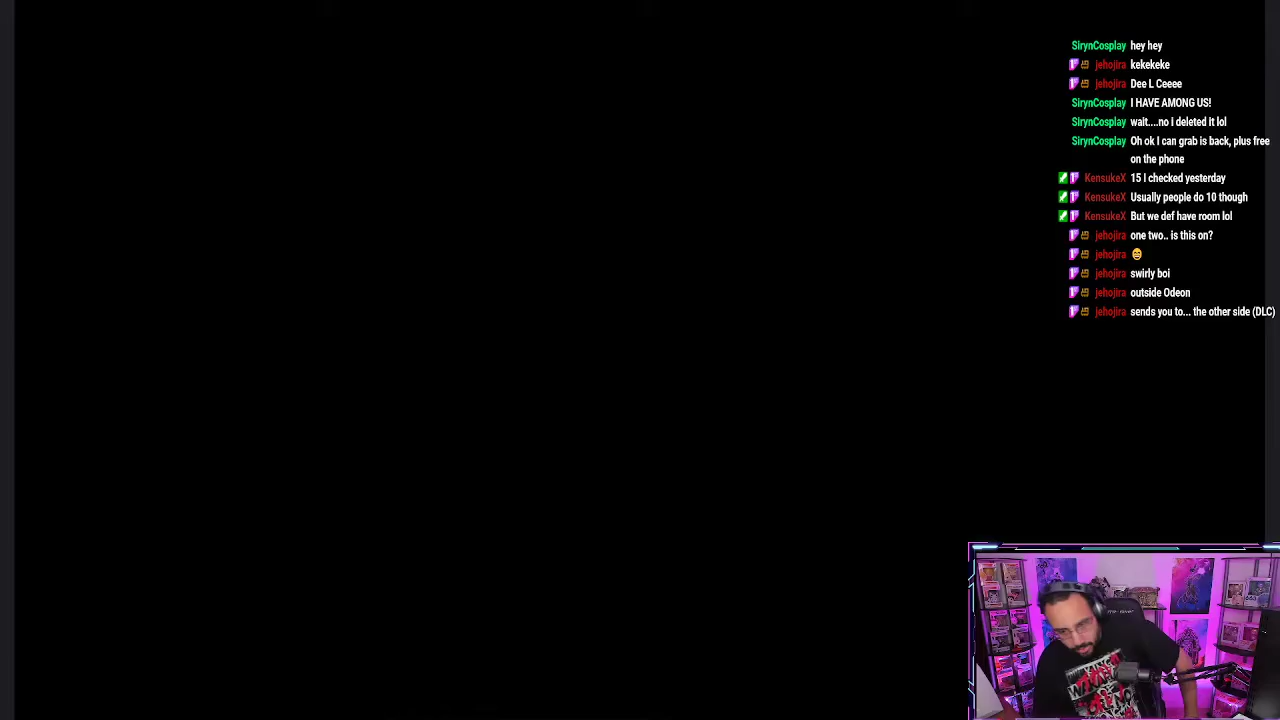 SirynCosplay hey hey
jehojira kekekeke
jehojira Dee L Ceeee
SirynCosplay I HAVE AMONG US!
SirynCosplay wait....no I deleted it lol
SirynCosplay Oh ok I can grab is back, plus free
on the phone
KensukeX 15 I checked yesterday
KensukeX Usually people do 10 though
KensukeX But we def have room lol
jehojira one two.. is this on?
jehojira 😄
jehojira swirly boi
jehojira outside Odeon
jehojira sends you to... the other side (DLC)